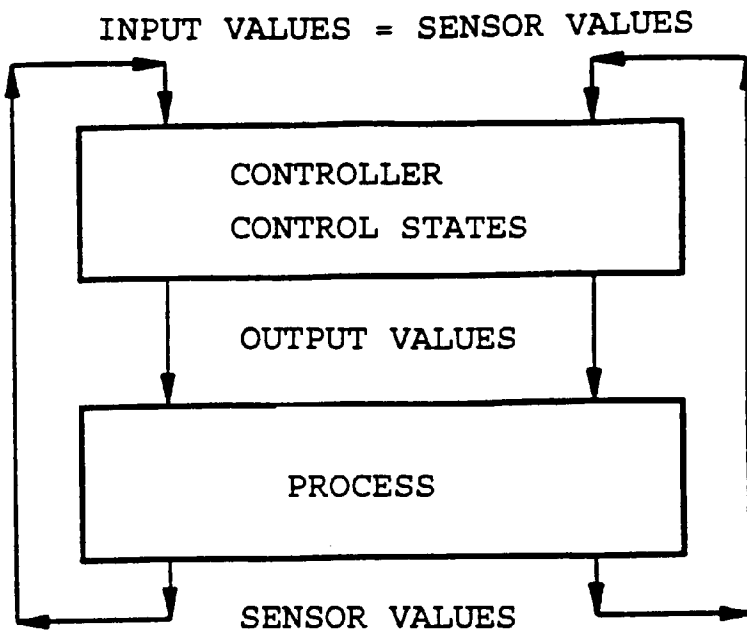 INPUT VALUES = SENSOR VALUES
CONTROLLER
CONTROL STATES
OUTPUT VALUES
PROCESS
SENSOR VALUES